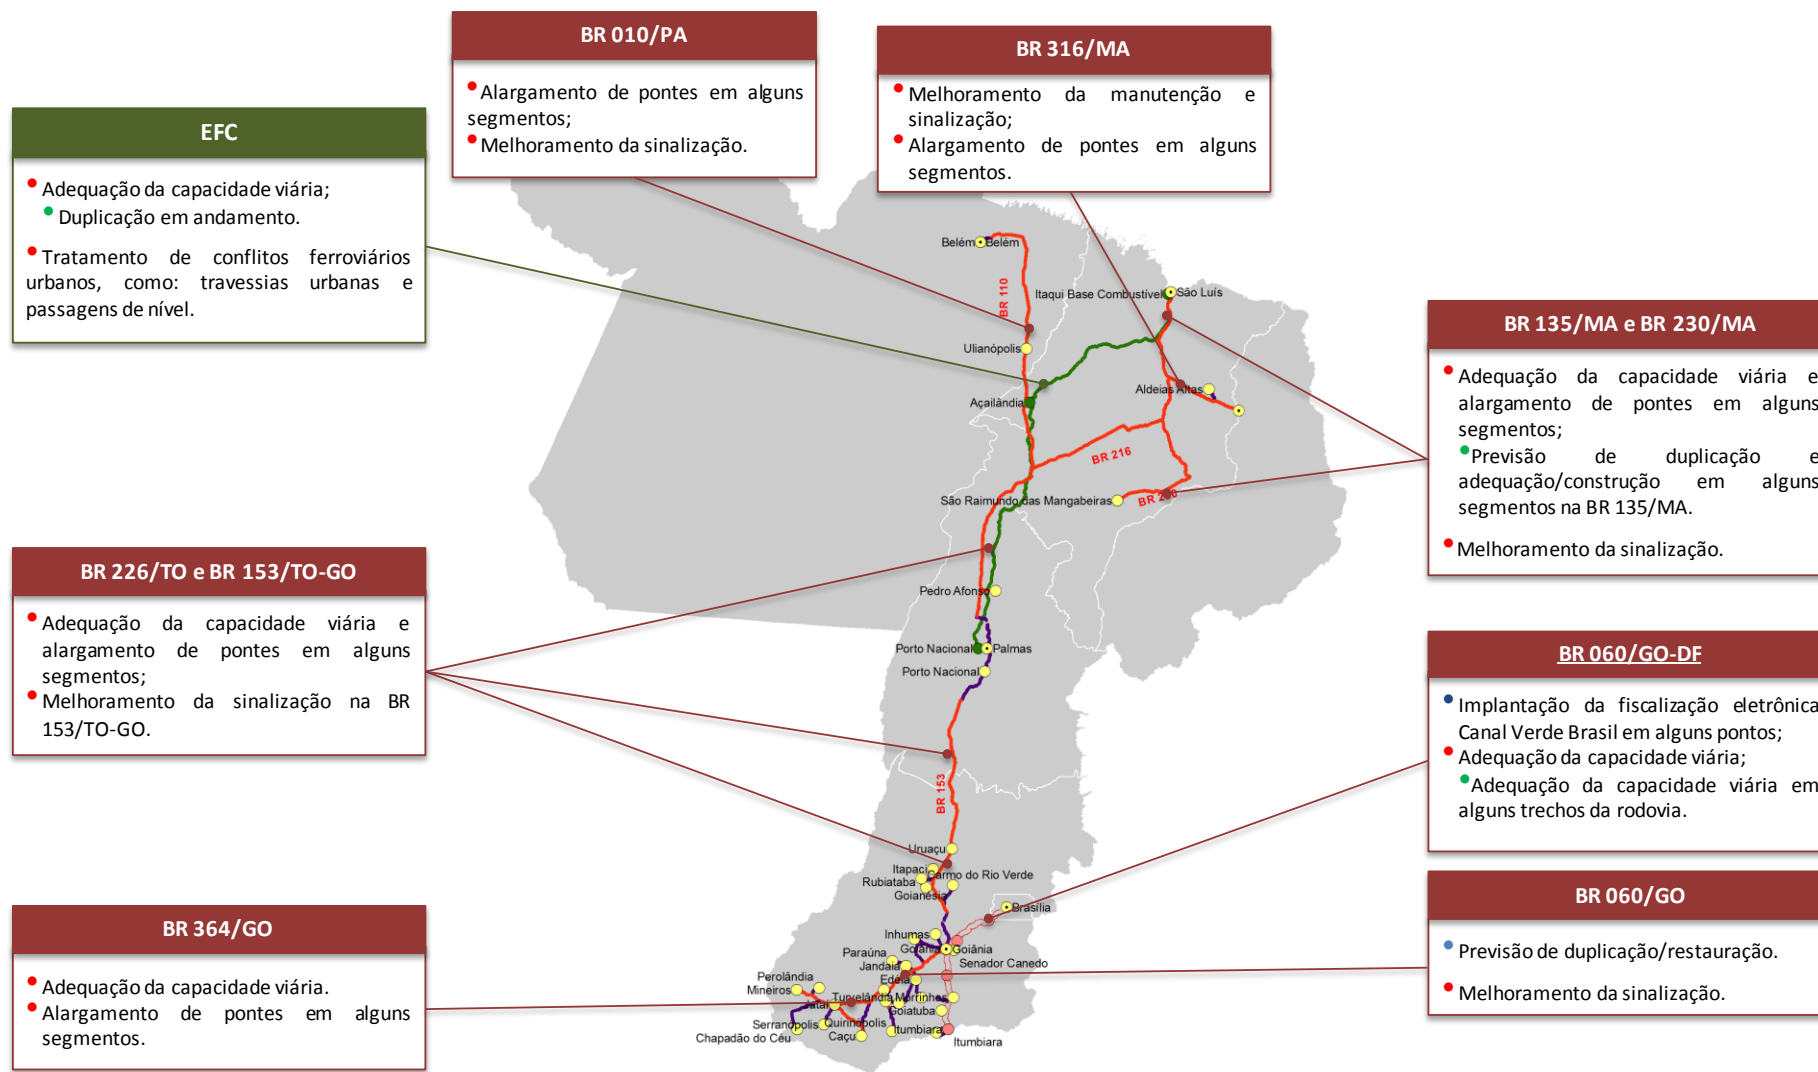 BR 010/PA
Alargamento de pontes em alguns
segmentos;
Melhoramento da sinalização.
BR 316/MA
Melhoramento da manutenção e
sinalização;
Alargamento de pontes em alguns
segmentos.
EFC
Adequação da capacidade viária;
Duplicação em andamento.
Tratamento de conflitos ferroviários
urbanos, como: travessias urbanas e
passagens de nível.
BR 135/MA e BR 230/MA
Adequação da capacidade viária e
alargamento de pontes em alguns
segmentos;
Previsão de duplicação e
adequação/construção em alguns
segmentos na BR 135/MA.
Melhoramento da sinalização.
BR 226/TO e BR 153/TO-GO
Adequação da capacidade viária e
alargamento de pontes em alguns
segmentos;
Melhoramento da sinalização na BR
153/TO-GO.
BR 060/GO-DF
Implantação da fiscalização eletrônica
Canal Verde Brasil em alguns pontos;
Adequação da capacidade viária;
Adequação da capacidade viária em
alguns trechos da rodovia.
BR 060/GO
Previsão de duplicação/restauração.
Melhoramento da sinalização.
BR 364/GO
Adequação da capacidade viária.
Alargamento de pontes em alguns
segmentos.
Belém Belém
BR 110
Itaqui Base Combustível São Luís
Ulianópolis
Açailândia
Aldeias Altas
BR 216
São Raimundo das Mangabeiras
BR
Pedro Afonso
Porto Nacional Palmas
Porto Nacional
BR 153
Uruaçu
Itapaci
Carmo do Rio Verde
Rubiataba
Goianésia
Brasília
Inhumas
Goiânia Goiânia
Paraúna
Senador Canedo
Jandaia
Edéia
Perolândia
Mineiros
Turvelândia Morrinhos
Jataí
Goiatuba
Serranópolis Quirinópolis
Itumbiara
Chapadão do Céu
Caçu
Itumbiara